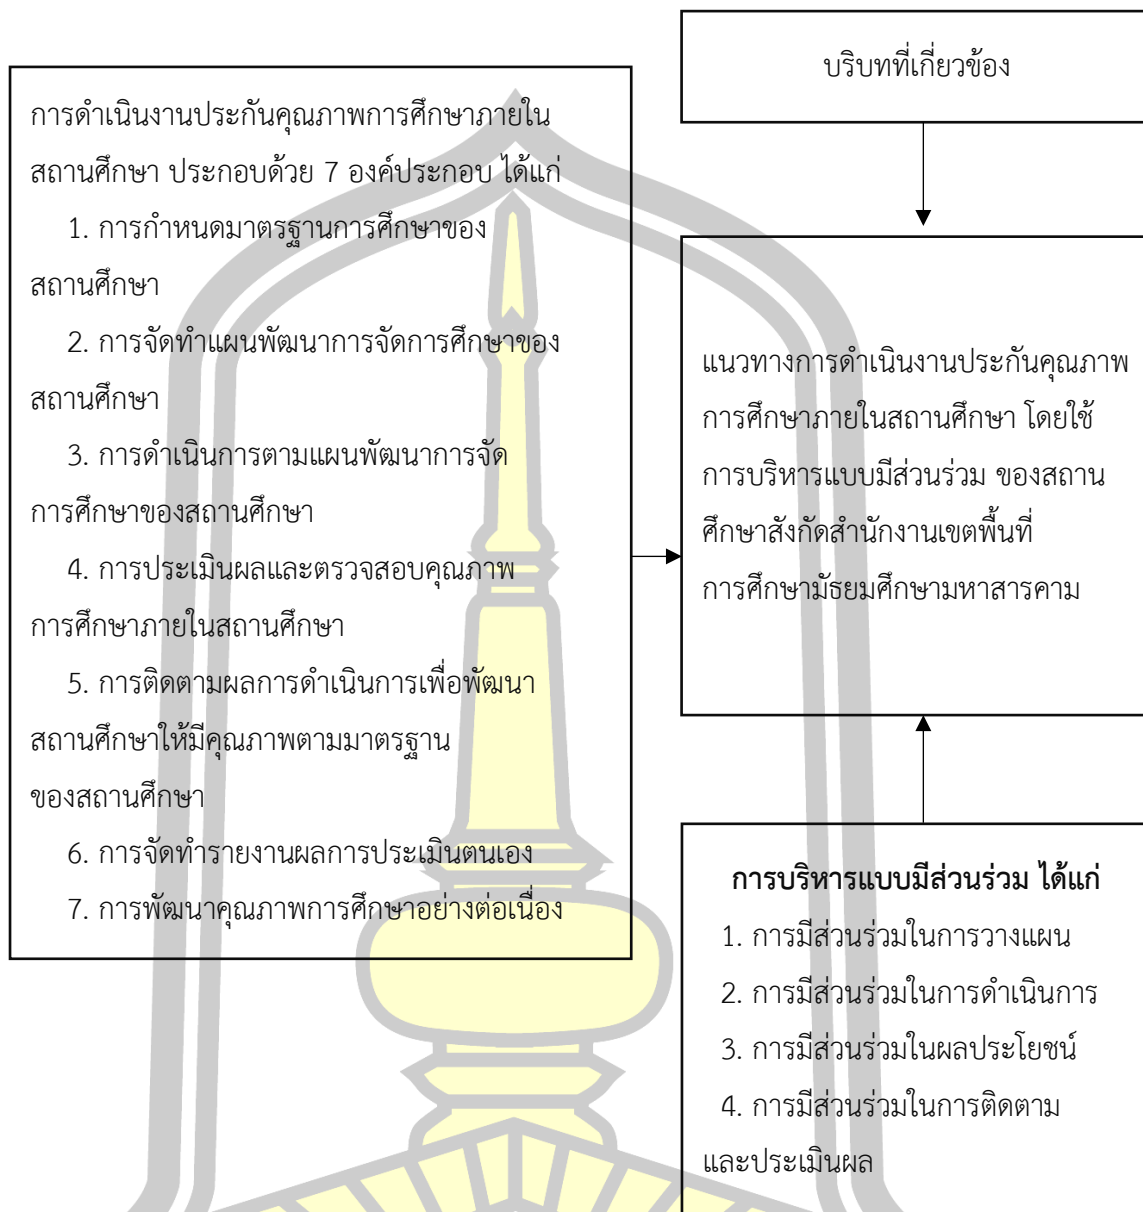 บริบทที่เกี่ยวข้อง
การดำเนินงานประกันคุณภาพการศึกษาภายใน
สถานศึกษา ประกอบด้วย 7 องค์ประกอบ ได้แก่
1. การกำหนดมาตรฐานการศึกษาของ
สถานศึกษา
2. การจัดทำแผนพัฒนาการจัดการศึกษาของ
สถานศึกษา
3. การดำเนินการตามแผนพัฒนาการจัด
การศึกษาของสถานศึกษา
4. การประเมินผลและตรวจสอบคุณภาพ
การศึกษาภายในสถานศึกษา
5. การติดตามผลการดำเนินการเพื่อพัฒนา
สถานศึกษาให้มีคุณภาพตามมาตรฐาน
ของสถานศึกษา
6. การจัดทำรายงานผลการประเมินตนเอง
7. การพัฒนาคุณภาพการศึกษาอย่างต่อเนื่อง
แนวทางการดำเนินงานประกันคุณภาพ
การศึกษาภายในสถานศึกษา โดยใช้
การบริหารแบบมีส่วนร่วม ของสถาน
ศึกษาสังกัดสำนักงานเขตพื้นที่
การศึกษามัธยมศึกษามหาสารคาม
การบริหารแบบมีส่วนร่วม ได้แก่
1. การมีส่วนร่วมในการวางแผน
2. การมีส่วนร่วมในการดำเนินการ
3. การมีส่วนร่วมในผลประโยชน์
4. การมีส่วนร่วมในการติดตาม
และประเมินผล